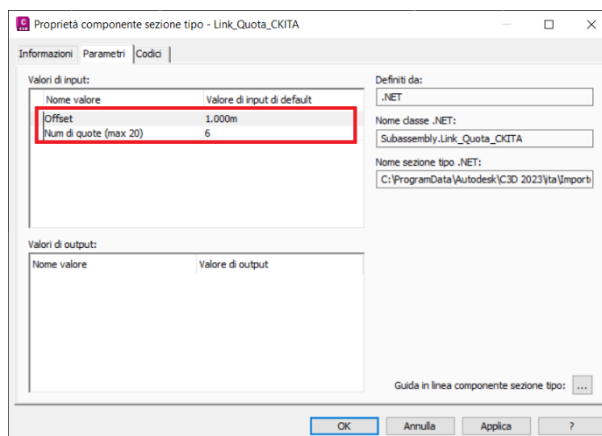 Proprietà componente sezione tipo - Link_Quota_CKITA
Informazioni Parametri Codici
Valori di input:
Nome valore Valore di input di default
Offset 1.000m
Num di quote (max 20) 6
Definiti da:
.NET
Nome classe .NET:
Subassembly.Link_Quota_CKITA
Nome sezione tipo .NET:
C:\ProgramData\Autodesk\C3D 2023\ita\Importe
Valori di output:
Nome valore Valore di output
Guida in linea componente sezione tipo: ...
OK Annulla Applica ?